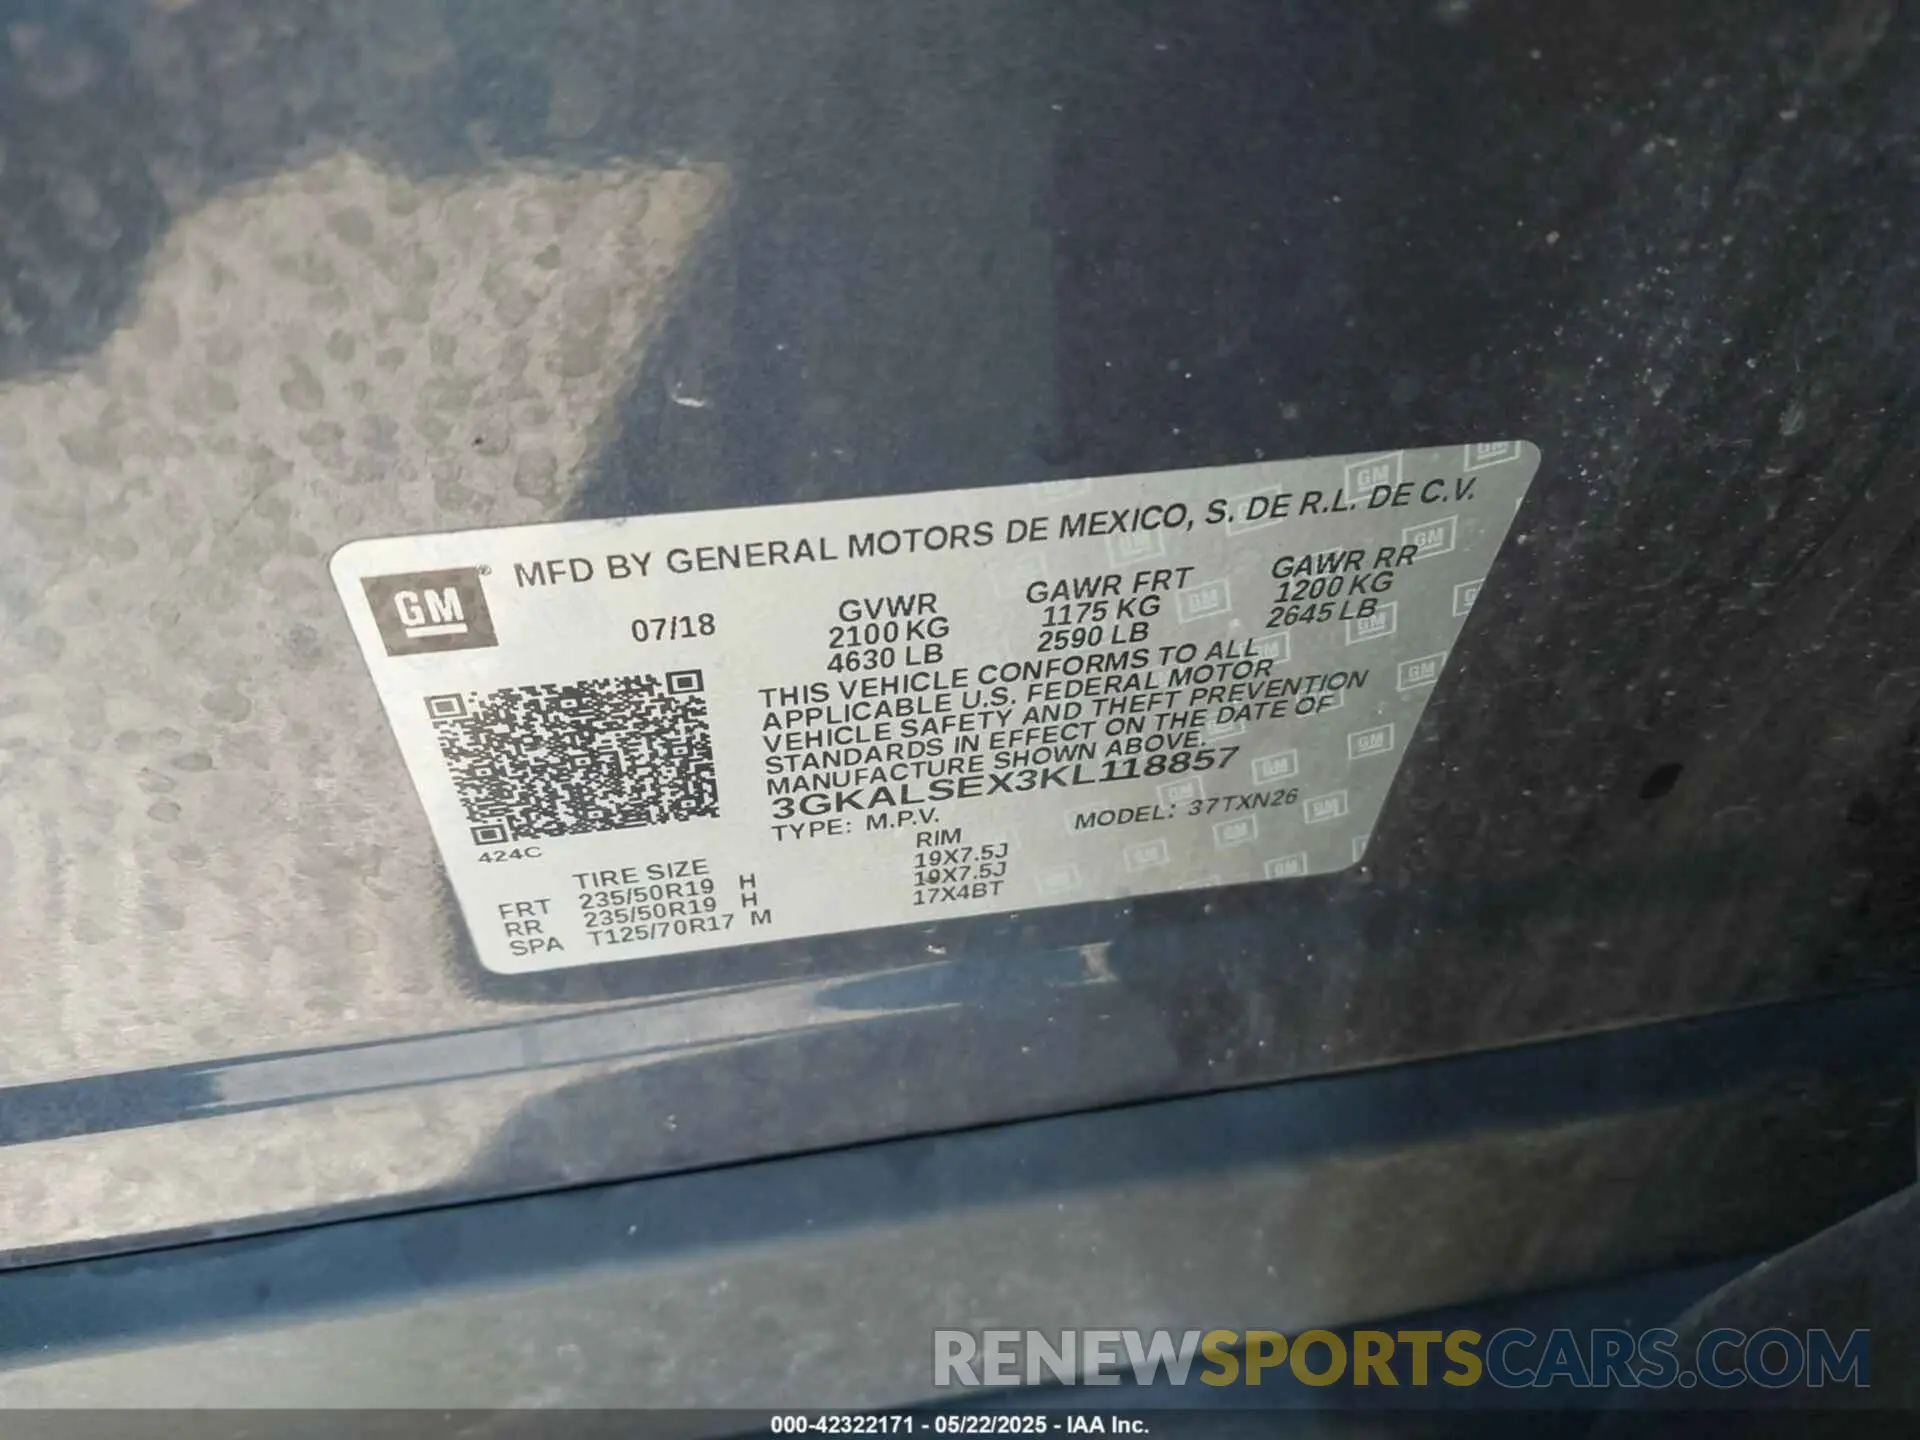 GM® MFD BY GENERAL MOTORS DE MEXICO, S. DE R.L. DE C.V.
07/18
GVWR
2100 KG
4630 LB
GAWR FRT
1175 KG
2590 LB
GAWR RR
1200 KG
2645 LB
THIS VEHICLE CONFORMS TO ALL
APPLICABLE U.S. FEDERAL MOTOR
VEHICLE SAFETY AND THEFT PREVENTION
STANDARDS IN EFFECT ON THE DATE OF
MANUFACTURE SHOWN ABOVE.
3GKALSEX3KL118857
TYPE: M.P.V. MODEL: 37TXN26
424C
TIRE SIZE RIM
FRT 235/50R19 H 19X7.5J
RR 235/50R19 H 19X7.5J
SPA T125/70R17 M 17X4BT
RENEWSPORTSCARS.COM
000-42322171 - 05/22/2025 - IAA Inc.